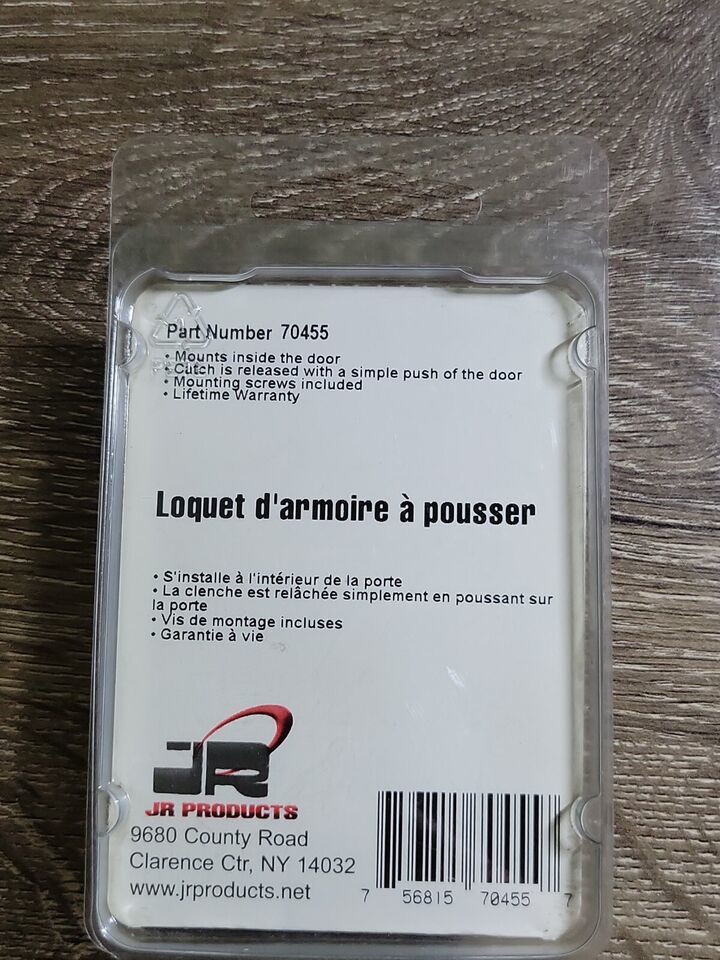 Part Number 70455
• Mounts inside the door
• Catch is released with a simple push of the door
• Mounting screws included
• Lifetime Warranty
Loquet d'armoire à pousser
• S'installe à l'intérieur de la porte
• La clenche est relâchée simplement en poussant sur
la porte
• Vis de montage incluses
• Garantie à vie
JR
JR PRODUCTS
9680 County Road
Clarence Ctr, NY 14032
www.jrproducts.net
7 56815 70455 7